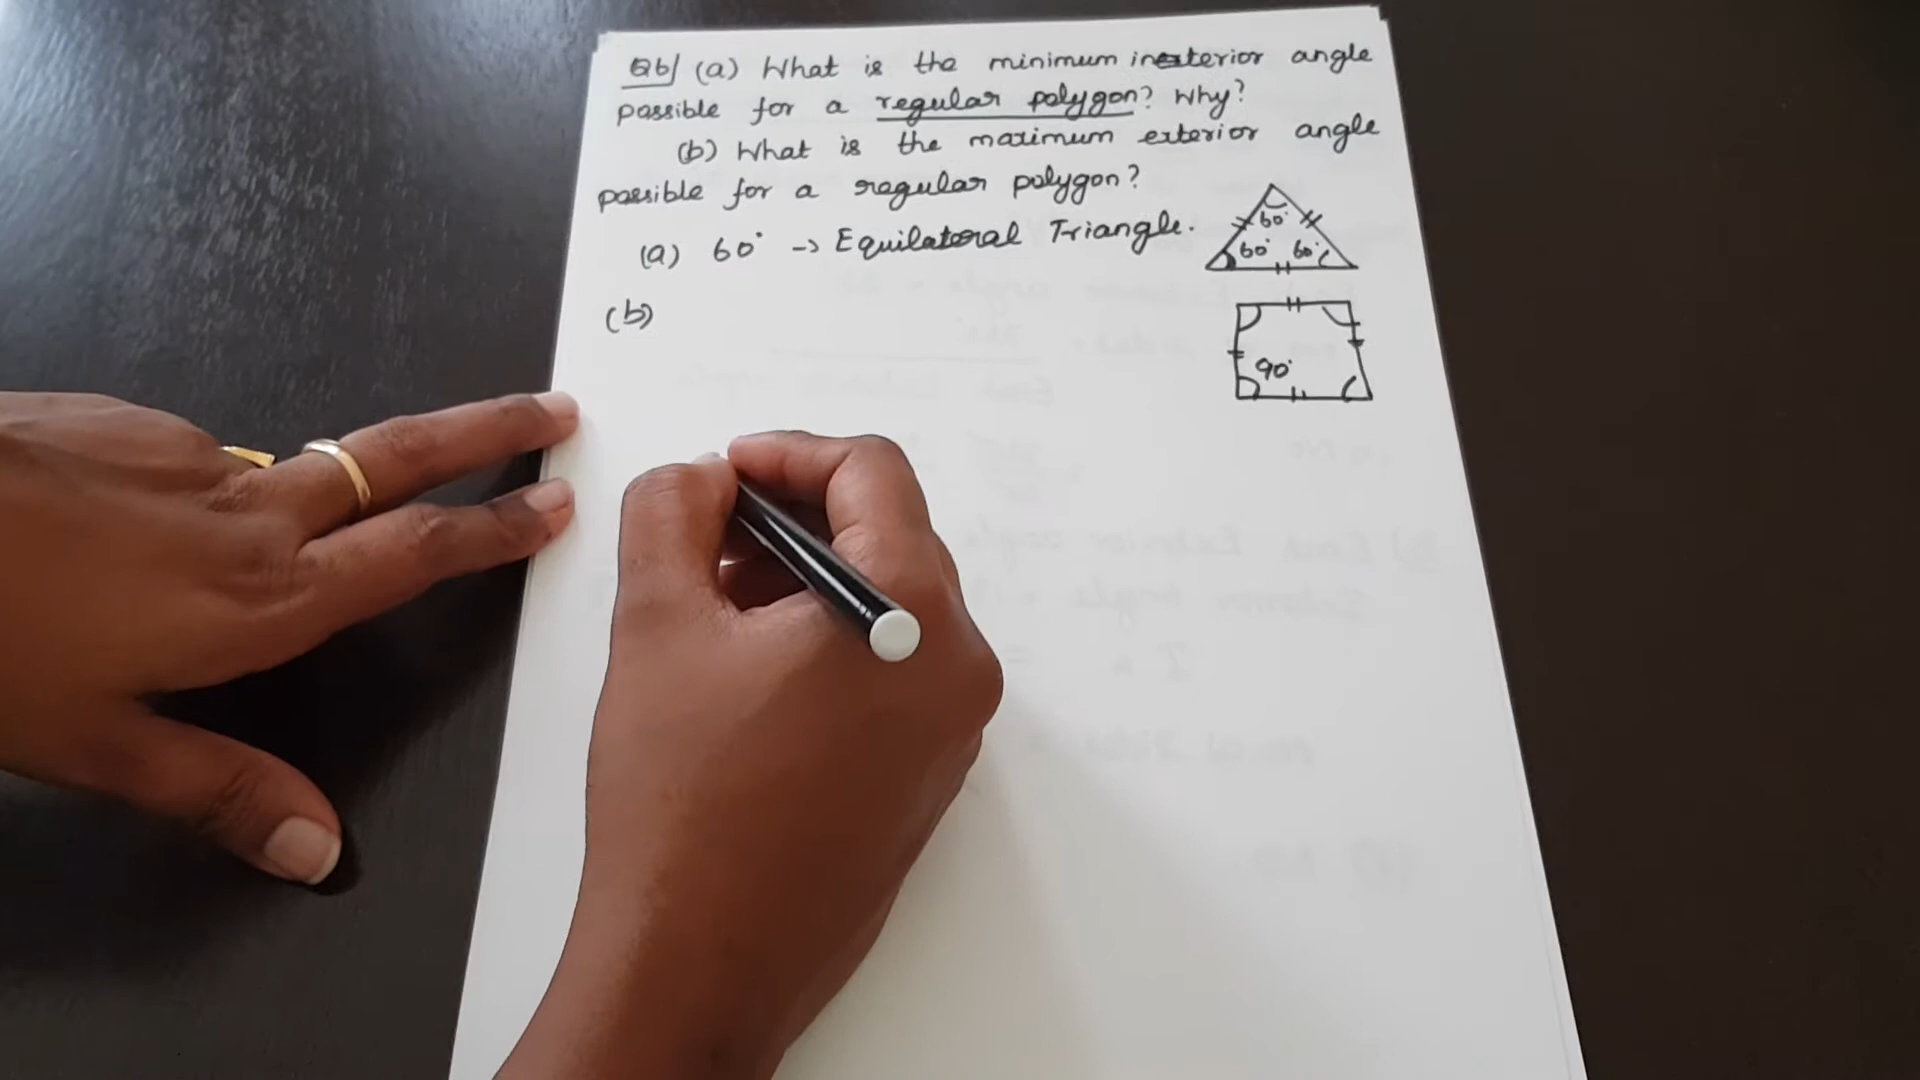 Q6) (a) What is the minimum interior angle
possible for a regular polygon? Why?
(b) What is the maximum exterior angle
possible for a regular polygon?
(a) 60° → Equilateral Triangle.
60°
60° 60°
(b)
90°